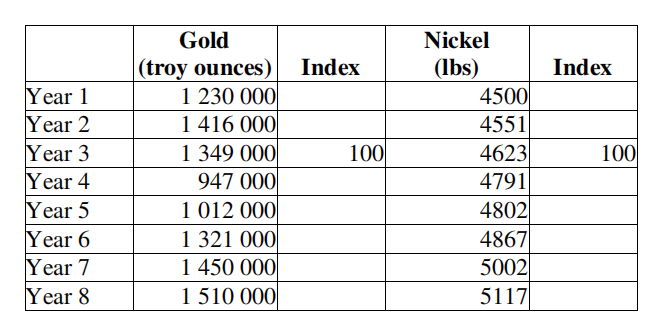 Gold Nickel
(troy ounces) Index (lbs) Index
Year 1 1 230 000 4500
Year 2 1 416 000 4551
Year 3 1 349 000 100 4623 100
Year 4 947 000 4791
Year 5 1 012 000 4802
Year 6 1 321 000 4867
Year 7 1 450 000 5002
Year 8 1 510 000 5117